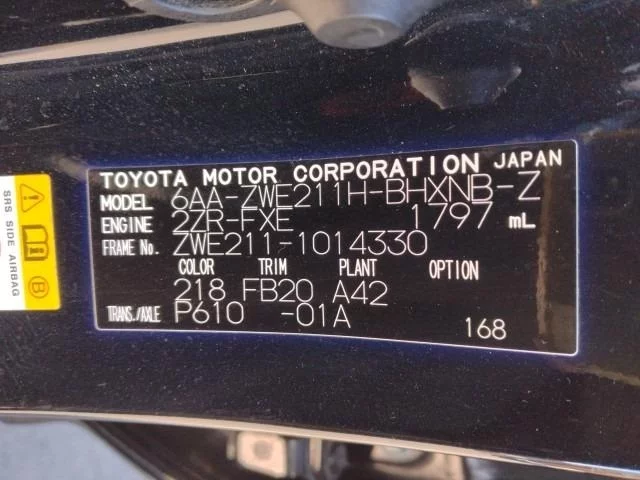 TOYOTA MOTOR CORPORATION JAPAN
MODEL 6AA-ZWE211H-BHXNB-Z
ENGINE 2ZR-FXE 1797 mL
FRAME No. ZWE211-1014330
COLOR TRIM PLANT OPTION
218 FB20 A42
TRANS./AXLE P610 -01A
168
SRS SIDE AIRBAG
B